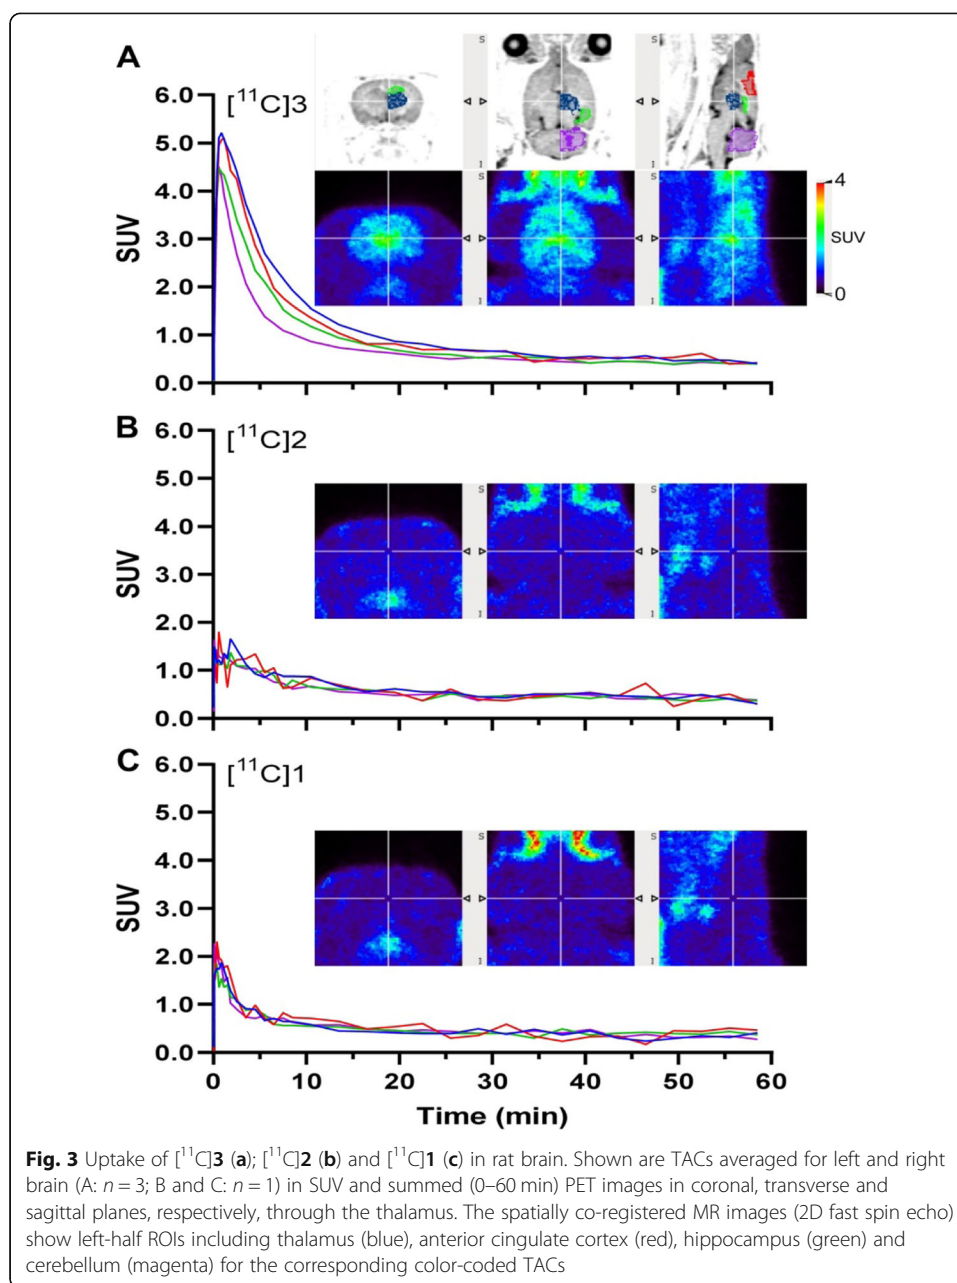 A
[¹¹C]3
6.0
5.0
4.0
3.0
2.0
1.0
0.0
SUV
S
I
S
I
S
I
S
I
4
SUV
0
B
[¹¹C]2
6.0
5.0
4.0
3.0
2.0
1.0
0.0
SUV
S
I
S
I
C
[¹¹C]1
6.0
5.0
4.0
3.0
2.0
1.0
0.0
SUV
S
I
S
I
0 10 20 30 40 50 60
Time (min)
Fig. 3 Uptake of [¹¹C]3 (a); [¹¹C]2 (b) and [¹¹C]1 (c) in rat brain. Shown are TACs averaged for left and right
brain (A: n = 3; B and C: n = 1) in SUV and summed (0–60 min) PET images in coronal, transverse and
sagittal planes, respectively, through the thalamus. The spatially co-registered MR images (2D fast spin echo)
show left-half ROIs including thalamus (blue), anterior cingulate cortex (red), hippocampus (green) and
cerebellum (magenta) for the corresponding color-coded TACs